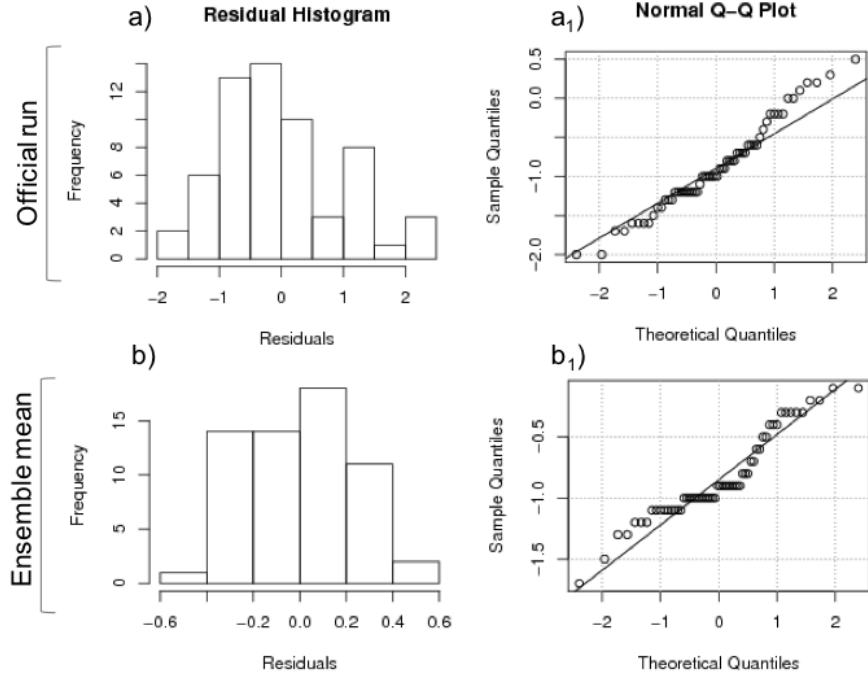 a)
Residual Histogram
a1)
Normal Q-Q Plot
Official run
Frequency
0 2 4 6 8 12
-2 -1 0 1 2
Residuals
Sample Quantiles
-2.0 -1.0 0.0 0.5
-2 -1 0 1 2
Theoretical Quantiles
b)
b1)
Ensemble mean
Frequency
0 5 10 15
-0.6 -0.2 0.0 0.2 0.4 0.6
Residuals
Sample Quantiles
-1.5 -1.0 -0.5
-2 -1 0 1 2
Theoretical Quantiles